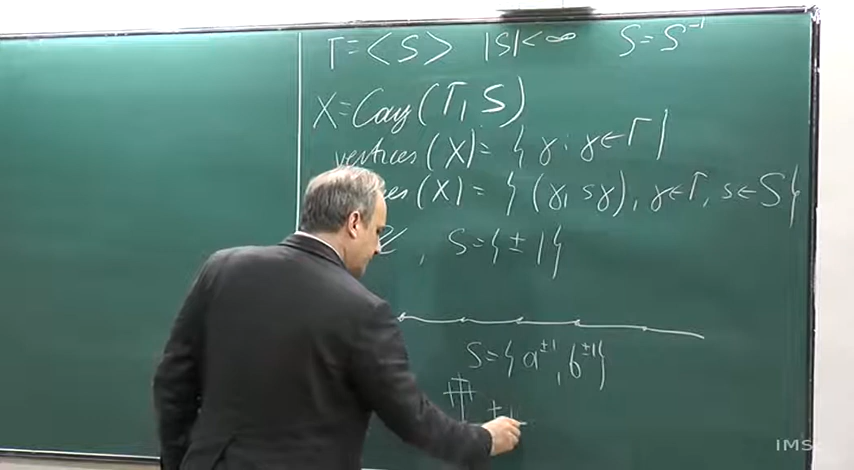 Γ = <S> |S| < ∞ S = S⁻¹
X = Cay(Γ, S)
vertices (X) = { γ : γ ∈ Γ }
(X) = { (γ, sγ), γ ∈ Γ, s ∈ S }
, S = { ± 1 }
S = { a^{±1}, b^{±1} }
IMSc